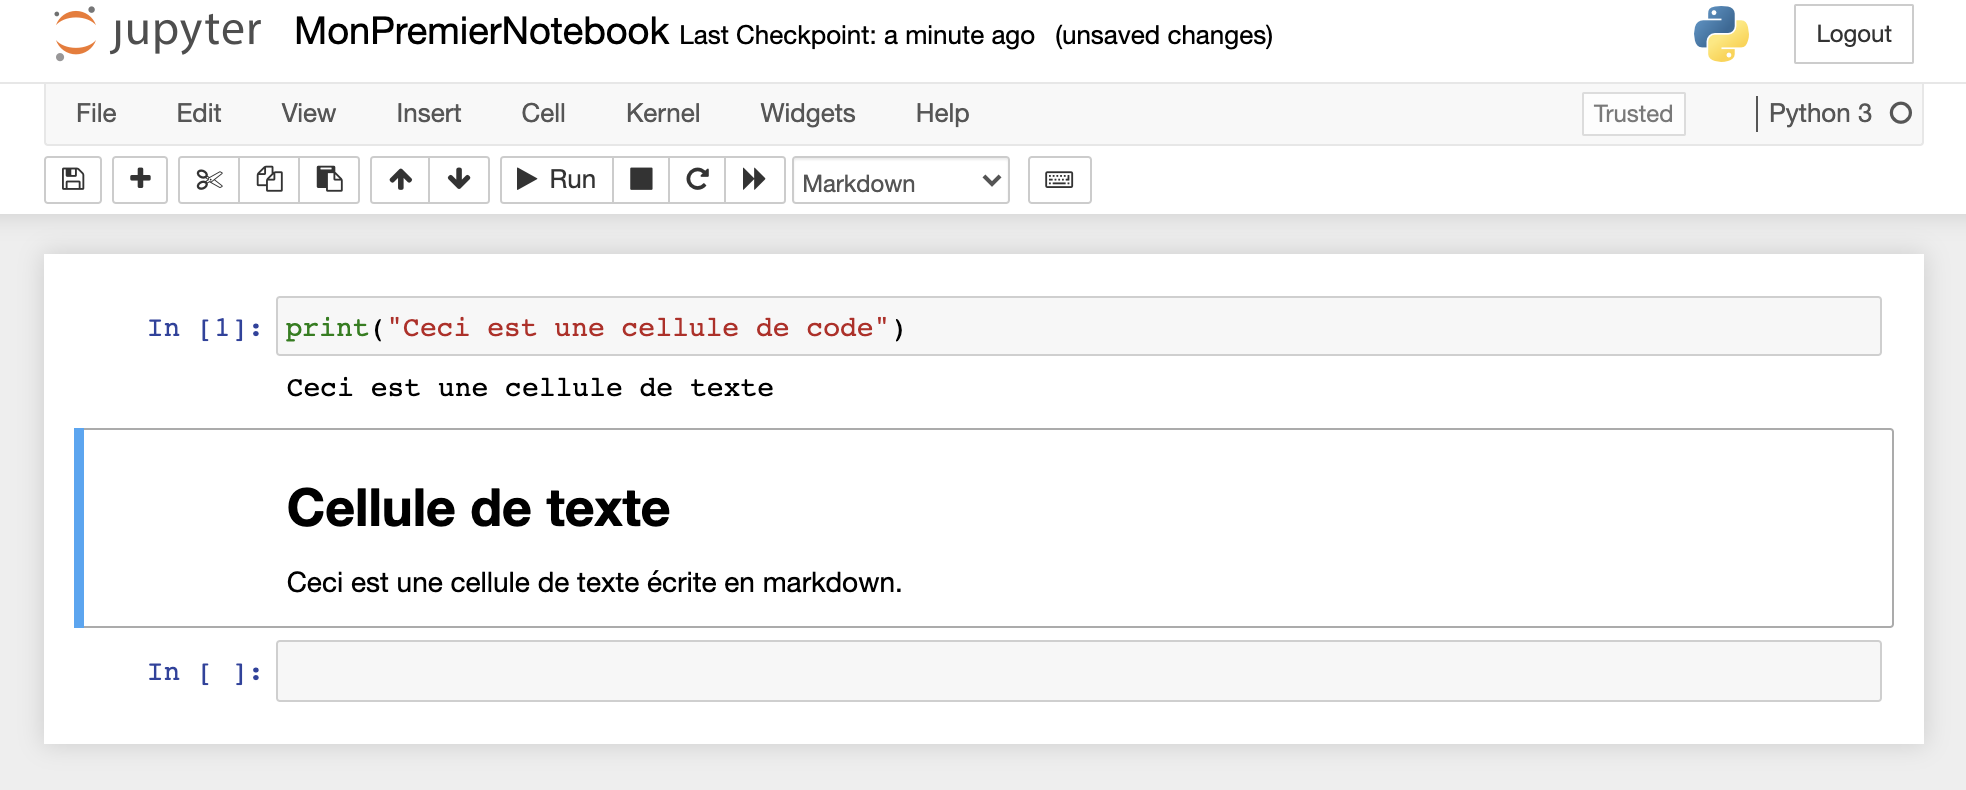 jupyter MonPremierNotebook Last Checkpoint: a minute ago (unsaved changes) Logout
File Edit View Insert Cell Kernel Widgets Help Trusted Python 3
Run Markdown
In [1]: print("Ceci est une cellule de code")
Ceci est une cellule de texte
Cellule de texte
Ceci est une cellule de texte écrite en markdown.
In [ ]: